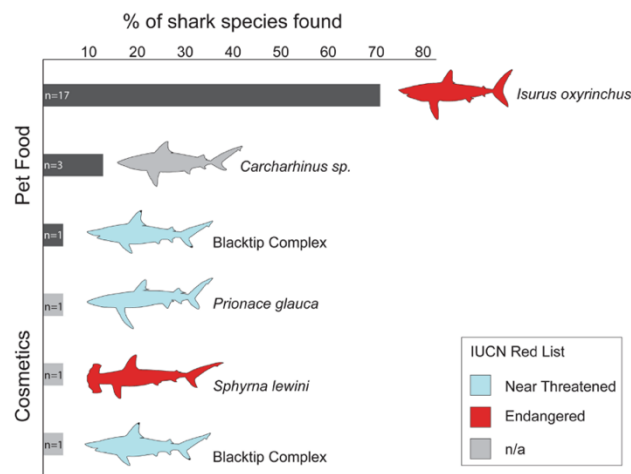 % of shark species found
10 20 30 40 50 60 70 80
Pet Food
n=17
Isurus oxyrinchus
n=3
Carcharhinus sp.
n=1
Blacktip Complex
Cosmetics
n=1
Prionace glauca
n=1
Sphyrna lewini
n=1
Blacktip Complex
IUCN Red List
Near Threatened
Endangered
n/a